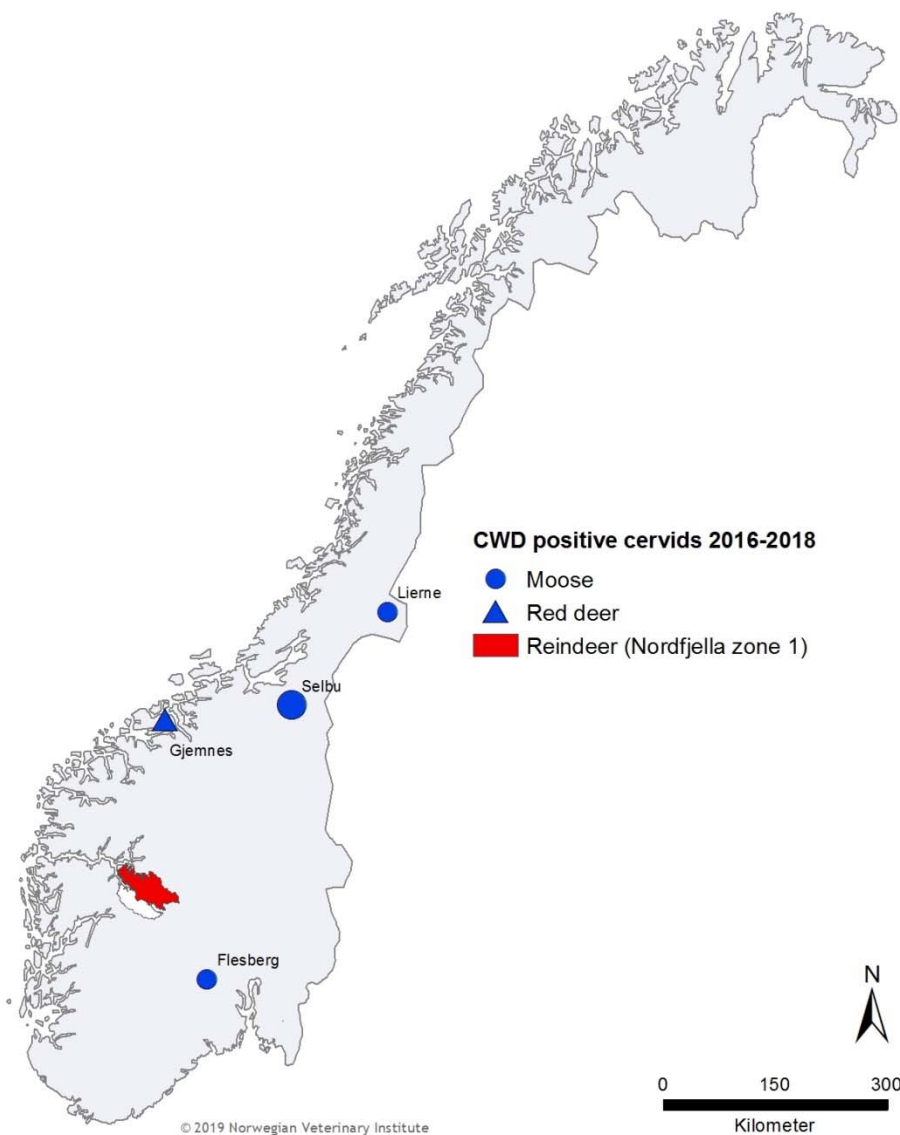 Lierne
CWD positive cervids 2016-2018
Moose
Red deer
Reindeer (Nordfjella zone 1)
Selbu
Gjemnes
Flesberg
N
0 150 300
Kilometer
© 2019 Norwegian Veterinary Institute